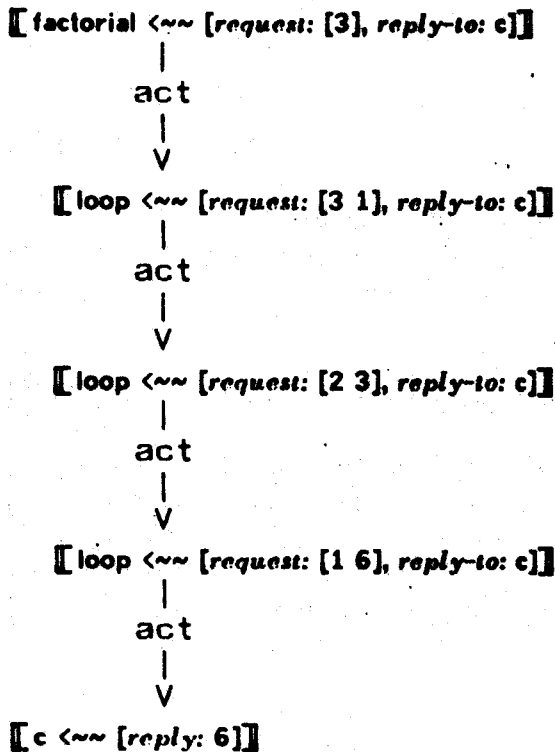 ⟦ factorial <~~ [request: [3], reply-to: c]⟧
|
act
|
V
⟦ loop <~~ [request: [3 1], reply-to: c]⟧
|
act
|
V
⟦ loop <~~ [request: [2 3], reply-to: c]⟧
|
act
|
V
⟦ loop <~~ [request: [1 6], reply-to: c]⟧
|
act
|
V
⟦ c <~~ [reply: 6]⟧